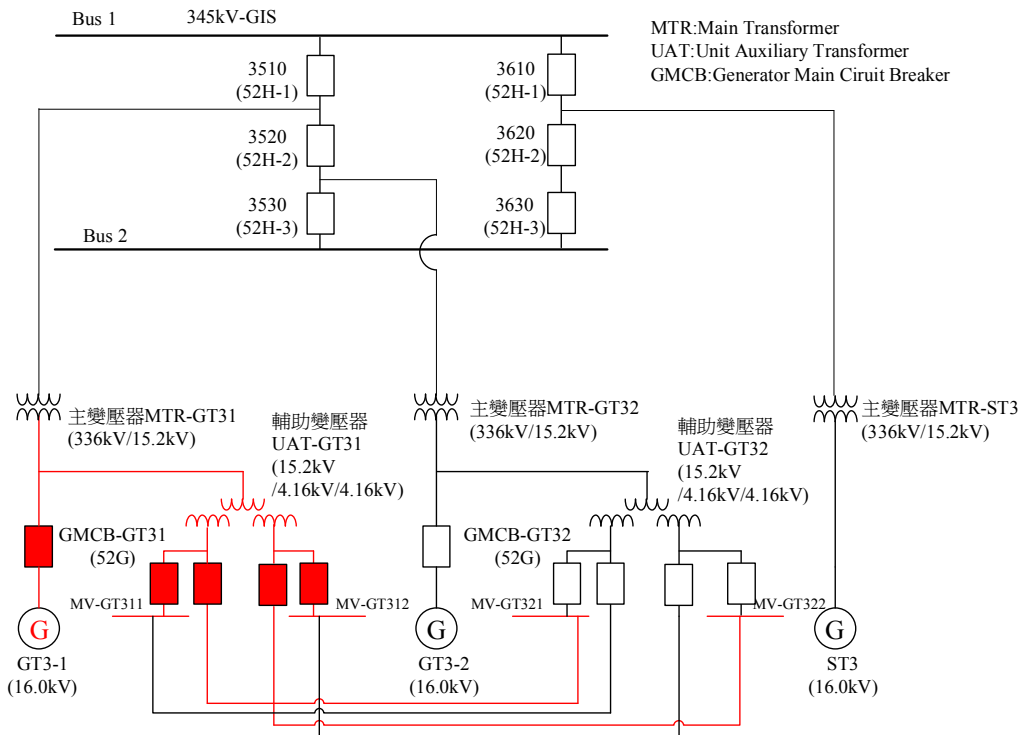 Bus 1
345kV-GIS
MTR:Main Transformer
UAT:Unit Auxiliary Transformer
GMCB:Generator Main Ciruit Breaker
3510
(52H-1)
3610
(52H-1)
3520
(52H-2)
3620
(52H-2)
3530
(52H-3)
3630
(52H-3)
Bus 2
主變壓器MTR-GT31
(336kV/15.2kV)
輔助變壓器
UAT-GT31
(15.2kV
/4.16kV/4.16kV)
主變壓器MTR-GT32
(336kV/15.2kV)
輔助變壓器
UAT-GT32
(15.2kV
/4.16kV/4.16kV)
主變壓器MTR-ST3
(336kV/15.2kV)
GMCB-GT31
(52G)
GMCB-GT32
(52G)
MV-GT311
MV-GT312
MV-GT321
MV-GT322
G
GT3-1
(16.0kV)
G
GT3-2
(16.0kV)
G
ST3
(16.0kV)